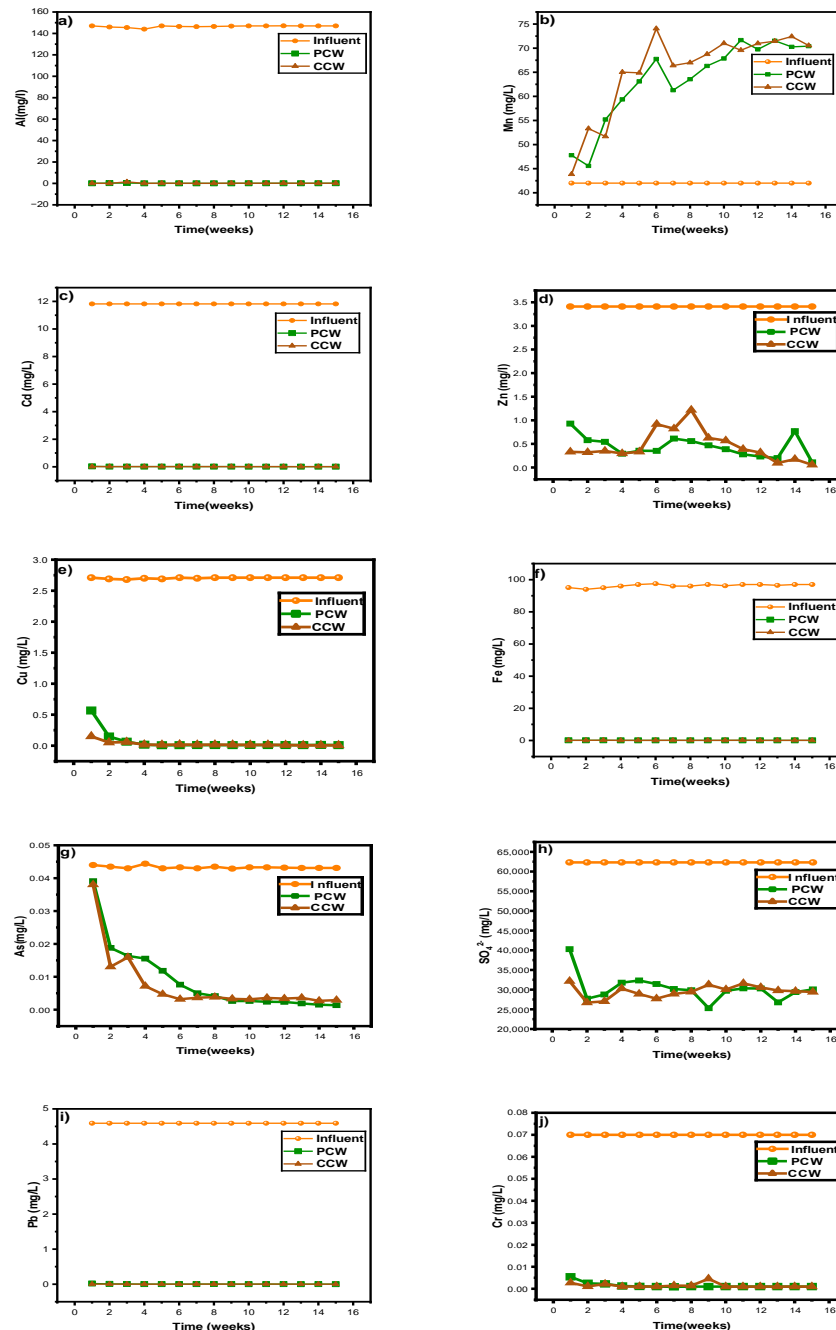 a)
Al(mg/l)
160
140
120
100
80
60
40
20
0
−20
0 2 4 6 8 10 12 14 16
Time(weeks)
Influent
PCW
CCW
b)
Mn (mg/L)
75
70
65
60
55
50
45
40
0 2 4 6 8 10 12 14 16
Time(weeks)
Influent
PCW
CCW
c)
Cd (mg/L)
12
10
8
6
4
2
0
0 2 4 6 8 10 12 14 16
Time(weeks)
Influent
PCW
CCW
d)
Zn (mg/l)
3.5
3.0
2.5
2.0
1.5
1.0
0.5
0.0
0 2 4 6 8 10 12 14 16
Time(weeks)
Influent
PCW
CCW
e)
Cu (mg/L)
3.0
2.5
2.0
1.5
1.0
0.5
0.0
0 2 4 6 8 10 12 14 16
Time(weeks)
Influent
PCW
CCW
f)
Fe (mg/L)
100
80
60
40
20
0
0 2 4 6 8 10 12 14 16
Time(weeks)
Influent
PCW
CCW
g)
As(mg/L)
0.05
0.04
0.03
0.02
0.01
0.00
0 2 4 6 8 10 12 14 16
Time(weeks)
Influent
PCW
CCW
h)
SO₄²⁻ (mg/L)
65,000
60,000
55,000
50,000
45,000
40,000
35,000
30,000
25,000
20,000
0 2 4 6 8 10 12 14 16
Time(weeks)
Influent
PCW
CCW
i)
Pb (mg/L)
5
4
3
2
1
0
0 2 4 6 8 10 12 14 16
Time (weeks)
Influent
PCW
CCW
j)
Cr (mg/L)
0.08
0.07
0.06
0.05
0.04
0.03
0.02
0.01
0.00
0 2 4 6 8 10 12 14 16
Time (weeks)
Influent
PCW
CCW